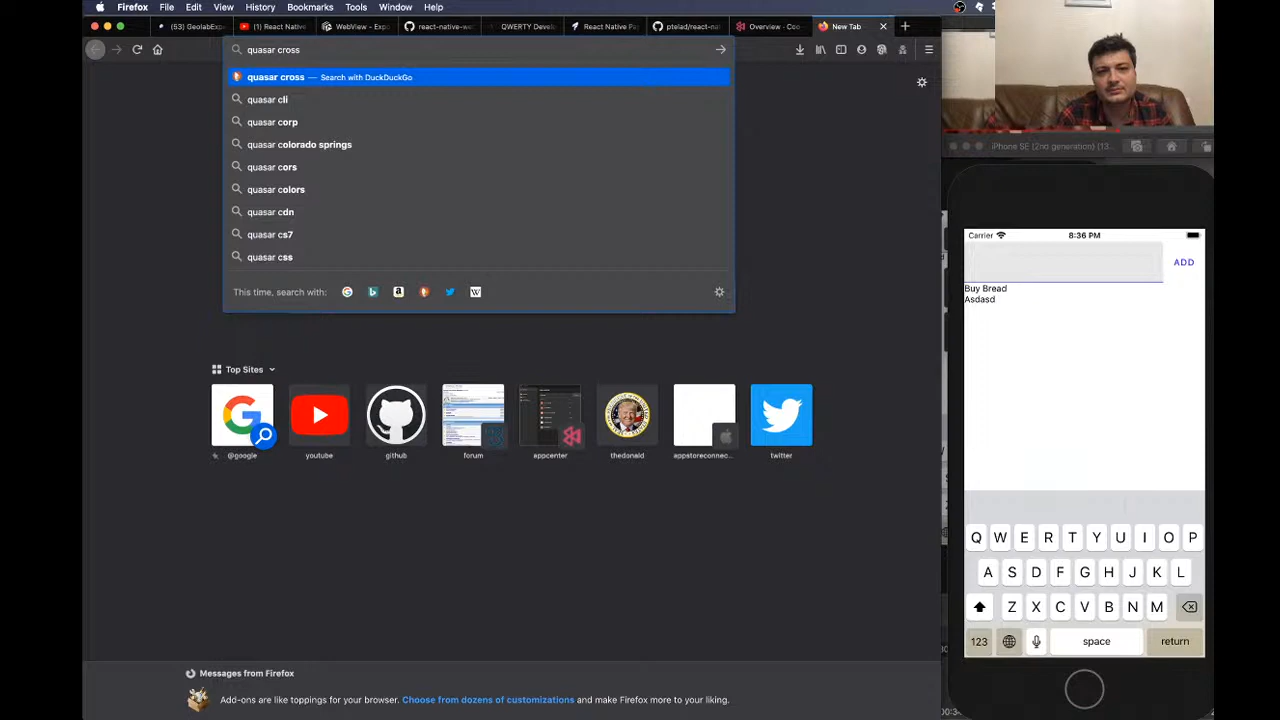 Firefox File Edit View History Bookmarks Tools Window Help
(53) GeolabExp
(1) React Native
WebView - Expo
react-native-we
QWERTY Develo
React Native Pay
ptelad/react-nat
Overview - Coo
New Tab
quasar cross
quasar cross — Search with DuckDuckGo
quasar cli
quasar corp
quasar colorado springs
quasar cors
quasar colors
quasar cdn
quasar cs7
quasar css
This time, search with:
Top Sites
@google
youtube
github
forum
appcenter
thedonald
appstoreconnec...
twitter
Messages from Firefox
Add-ons are like toppings for your browser. Choose from dozens of customizations and make Firefox more to your liking.
iPhone SE (2nd generation) (13...
Carrier 8:36 PM
ADD
Buy Bread
Asdasd
Q W E R T Y U I O P
A S D F G H J K L
Z X C V B N M
123 space return